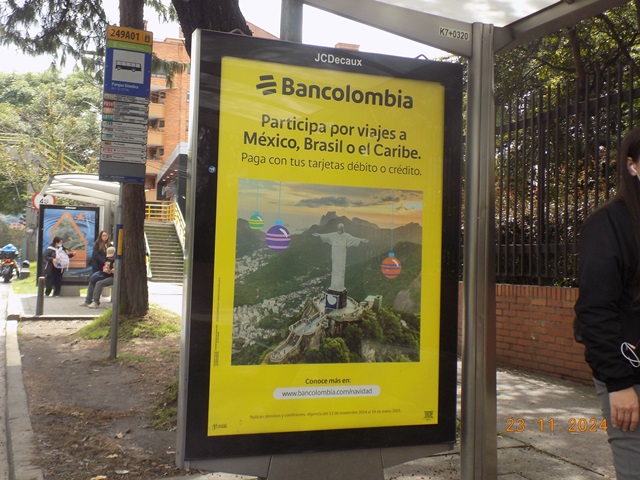 249A01
K7+0320
JCDecaux
Bancolombia
Participa por viajes a
México, Brasil o el Caribe.
Paga con tus tarjetas débito o crédito.
Conoce más en:
www.bancolombia.com/navidad
23 11 2024